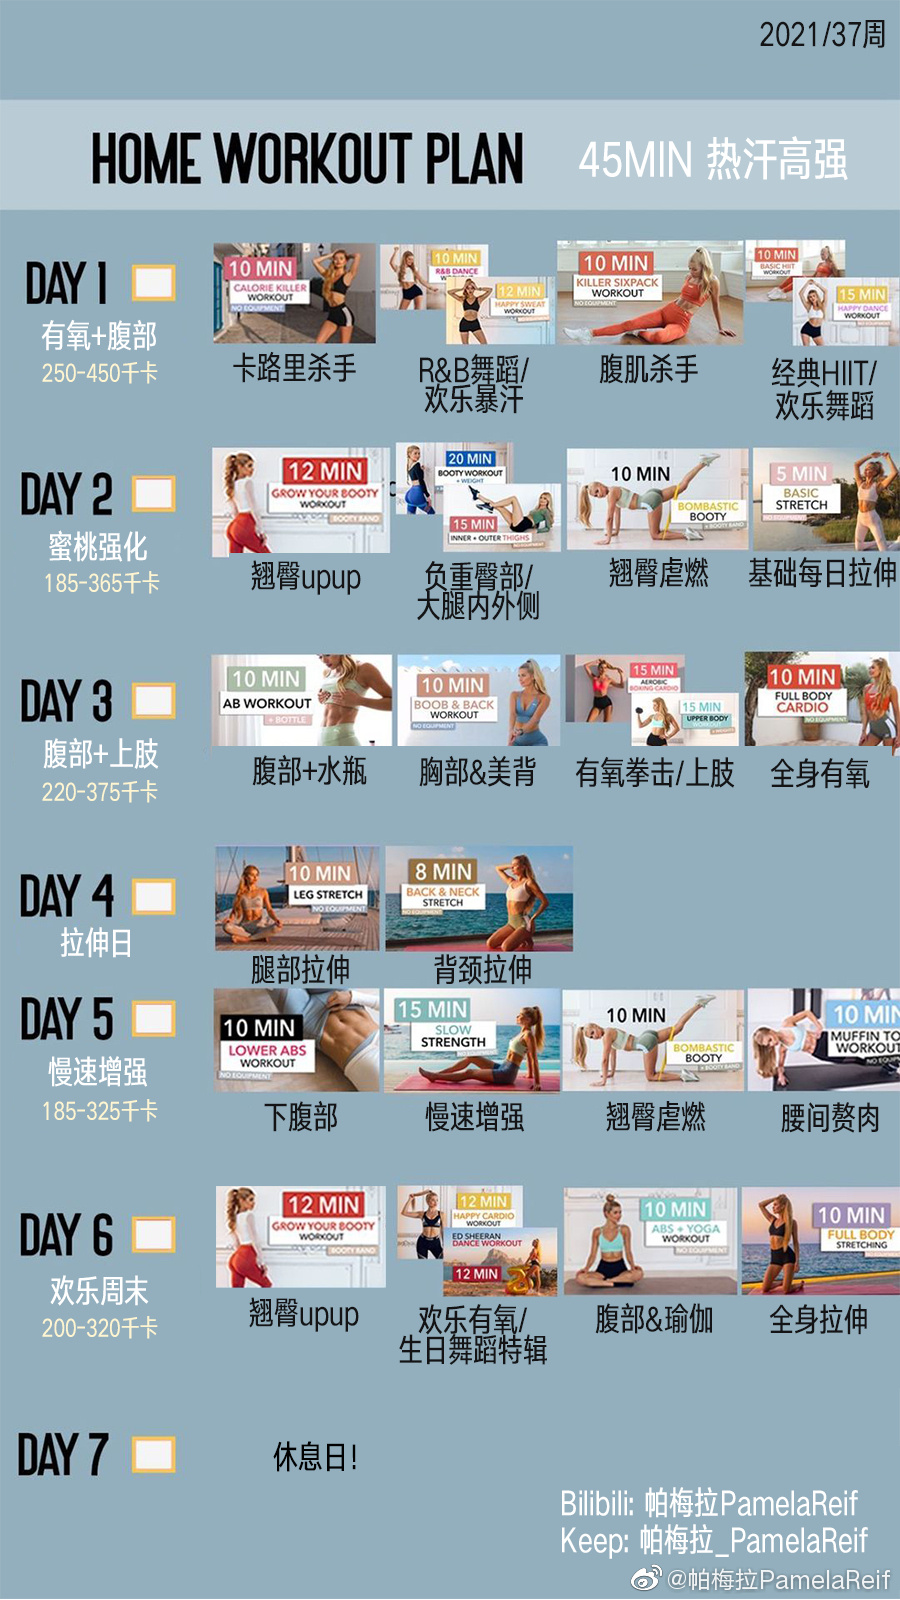 2021/37周
HOME WORKOUT PLAN
45MIN 热汗高强
DAY 1
有氧+腹部
250-450千卡
10 MIN
CALORIE KILLER
WORKOUT
NO EQUIPMENT
卡路里杀手
10 MIN
R&B DANCE
12 MIN
HAPPY SWEAT
WORKOUT
R&B舞蹈/
欢乐暴汗
10 MIN
KILLER SIXPACK
WORKOUT
NO EQUIPMENT
腹肌杀手
10 MIN
BASIC HIIT
WORKOUT
15 MIN
HAPPY DANCE
WORKOUT
经典HIIT/
欢乐舞蹈
DAY 2
蜜桃强化
185-365千卡
12 MIN
GROW YOUR BOOTY
WORKOUT
BOOTY BAND
翘臀upup
20 MIN
BOOTY WORKOUT
+ WEIGHT
15 MIN
INNER + OUTER THIGHS
负重臀部/
大腿内外侧
10 MIN
BOMBASTIC
BOOTY
+ BOOTY BAND
翘臀虐燃
5 MIN
BASIC
STRETCH
NO EQUIPMENT
基础每日拉伸
DAY 3
腹部+上肢
220-375千卡
10 MIN
AB WORKOUT
+ BOTTLE
腹部+水瓶
10 MIN
BOOB & BACK
WORKOUT
NO EQUIPMENT
胸部&美背
15 MIN
AEROBIC
BOXING CARDIO
15 MIN
UPPER BODY
有氧拳击/上肢
10 MIN
FULL BODY
CARDIO
NO EQUIPMENT
全身有氧
DAY 4
拉伸日
10 MIN
LEG STRETCH
NO EQUIPMENT
腿部拉伸
8 MIN
BACK & NECK
STRETCH
NO EQUIPMENT
背颈拉伸
DAY 5
慢速增强
185-325千卡
10 MIN
LOWER ABS
WORKOUT
NO EQUIPMENT
下腹部
15 MIN
SLOW
STRENGTH
慢速增强
10 MIN
BOMBASTIC
BOOTY
+ BOOTY BAND
翘臀虐燃
10 MIN
MUFFIN TO
WORKOUT
NO EQUIP
腰间赘肉
DAY 6
欢乐周末
200-320千卡
12 MIN
GROW YOUR BOOTY
WORKOUT
BOOTY BAND
翘臀upup
12 MIN
HAPPY CARDIO
WORKOUT
ED SHEERAN
DANCE WORKOUT
12 MIN
欢乐有氧/
生日舞蹈特辑
10 MIN
ABS + YOGA
WORKOUT
NO EQUIPMENT
腹部&瑜伽
10 MIN
FULL BODY
STRETCHING
全身拉伸
DAY 7
休息日!
Bilibili: 帕梅拉PamelaReif
Keep: 帕梅拉_PamelaReif
@帕梅拉PamelaReif